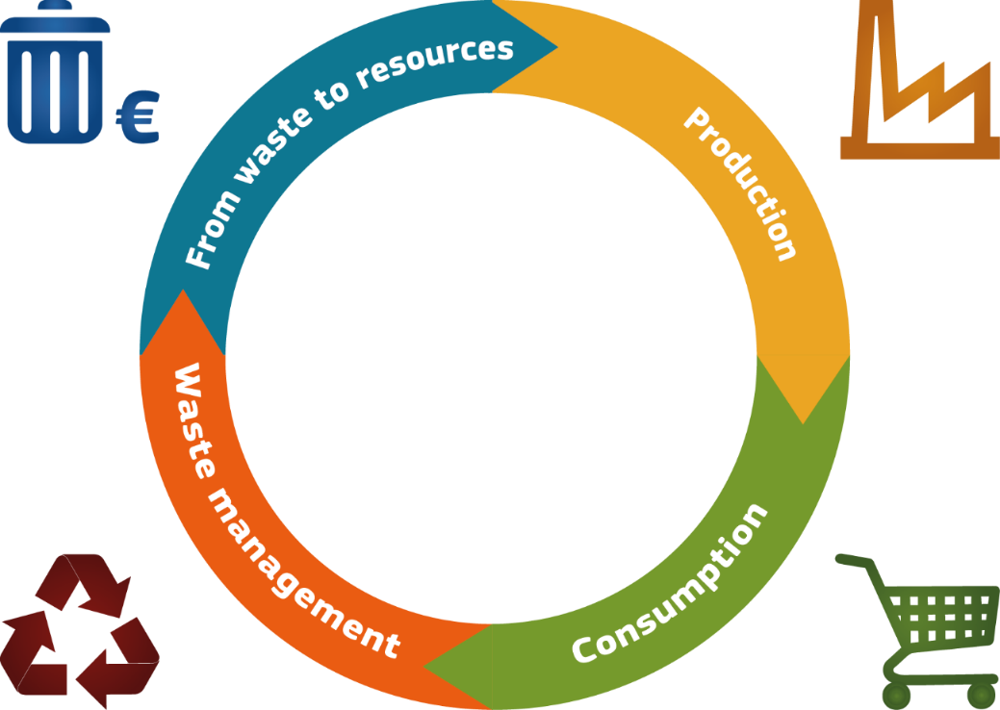 From waste to resources
Production
€
Waste management
Consumption